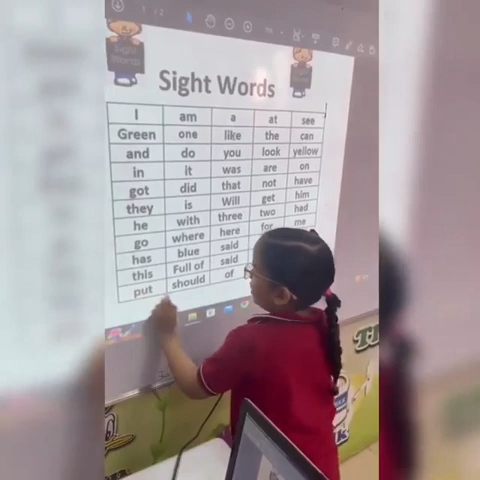 Sight Words
Sight Words
I am a at see
Green one like the can
and do you look yellow
in it was are on
got did that not have
they is Will get him
he with three two had
go where here for me
has blue said
this Full of said
put should of